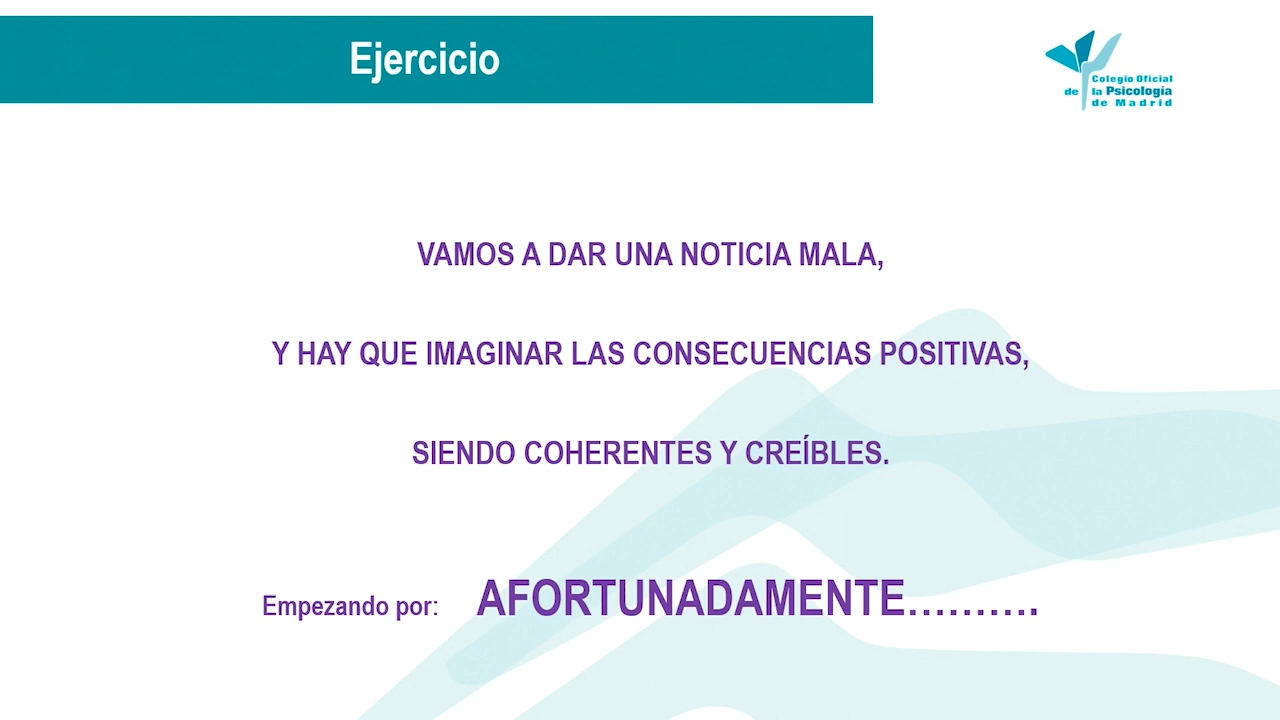 Ejercicio
Colegio Oficial
de la Psicología
de Madrid
VAMOS A DAR UNA NOTICIA MALA,
Y HAY QUE IMAGINAR LAS CONSECUENCIAS POSITIVAS,
SIENDO COHERENTES Y CREÍBLES.
Empezando por: AFORTUNADAMENTE……….